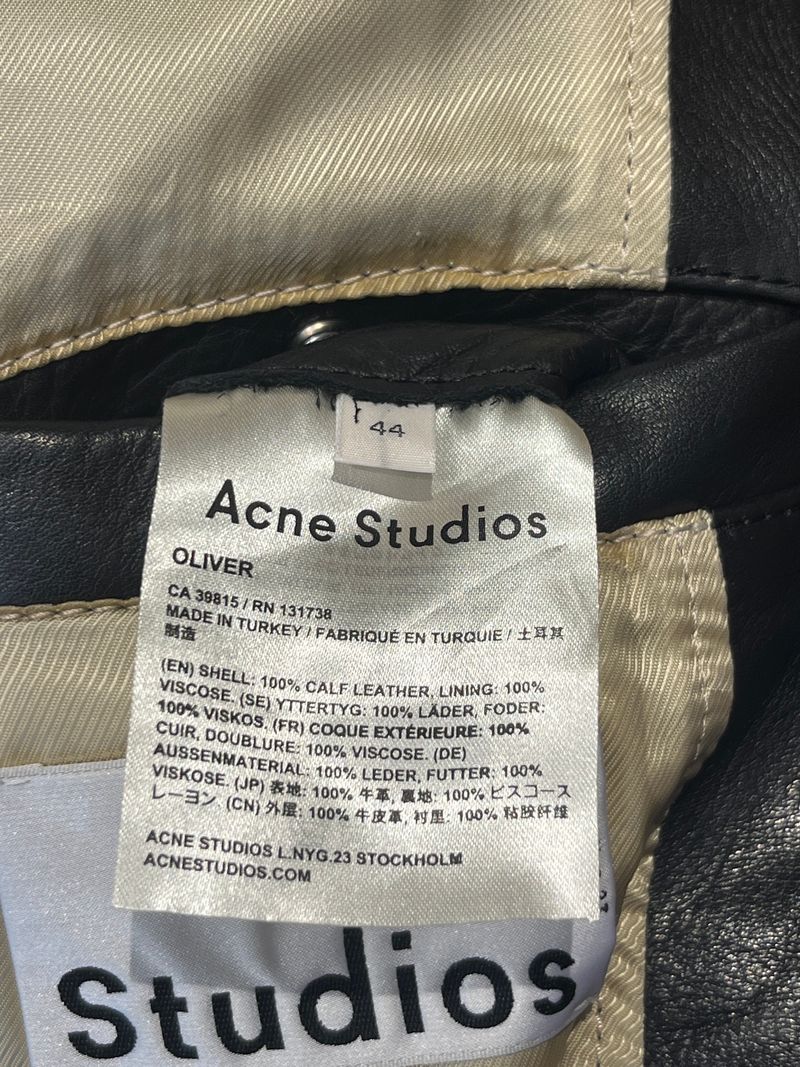 44
Acne Studios
OLIVER
CA 39815 / RN 131738
MADE IN TURKEY / FABRIQUÉ EN TURQUIE / 土耳其
制造
(EN) SHELL: 100% CALF LEATHER, LINING: 100%
VISCOSE. (SE) YTTERTYG: 100% LÄDER, FODER:
100% VISKOS. (FR) COQUE EXTÉRIEURE: 100%
CUIR, DOUBLURE: 100% VISCOSE. (DE)
AUSSENMATERIAL: 100% LEDER, FUTTER: 100%
VISKOSE. (JP) 表地: 100% 牛革, 裏地: 100% ビスコース
レーヨン (CN) 外层: 100% 牛皮革, 衬里: 100% 粘胶纤维
ACNE STUDIOS L.NYG.23 STOCKHOLM
ACNESTUDIOS.COM
Studios